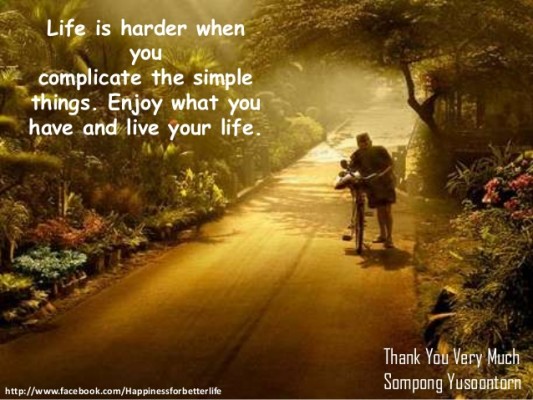 Life is harder when
you
complicate the simple
things. Enjoy what you
have and live your life.
Thank You Very Much
Sompong Yusoontorn
http://www.facebook.com/Happinessforbetterlife